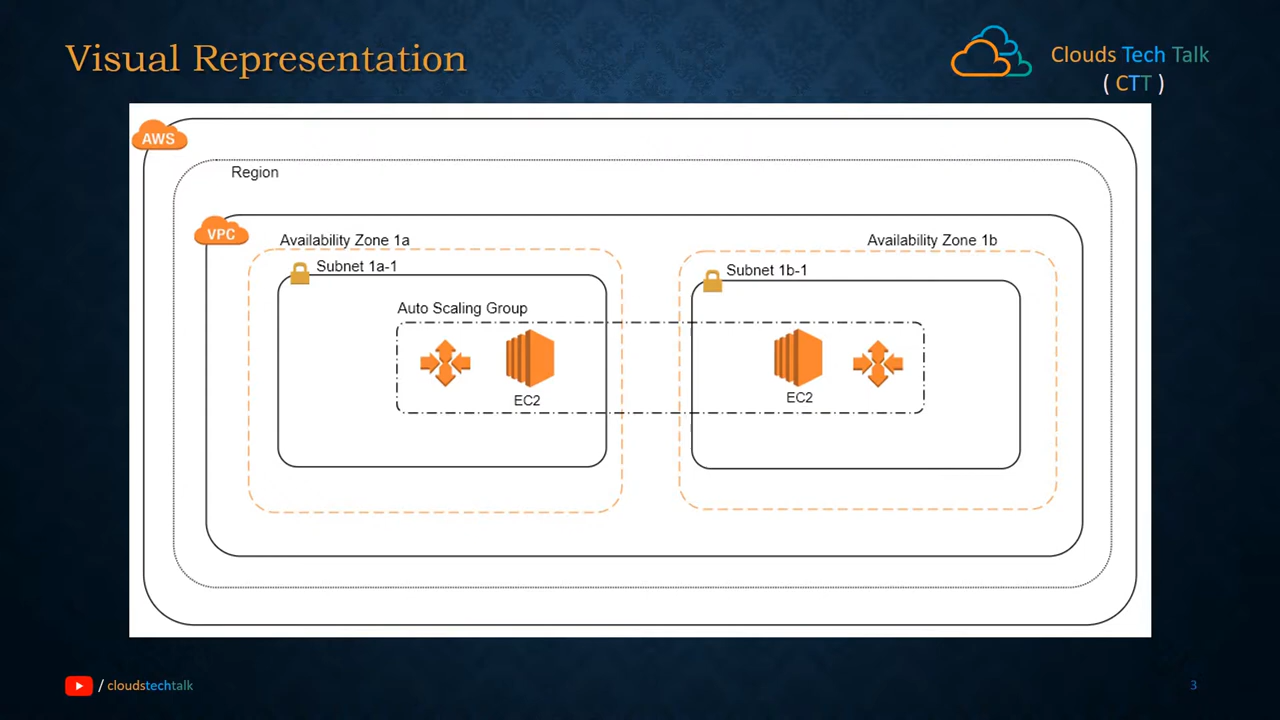 Visual Representation
Clouds Tech Talk
( CTT )
AWS
Region
VPC
Availability Zone 1a
Availability Zone 1b
Subnet 1a-1
Subnet 1b-1
Auto Scaling Group
EC2
EC2
/ cloudstechtalk
3